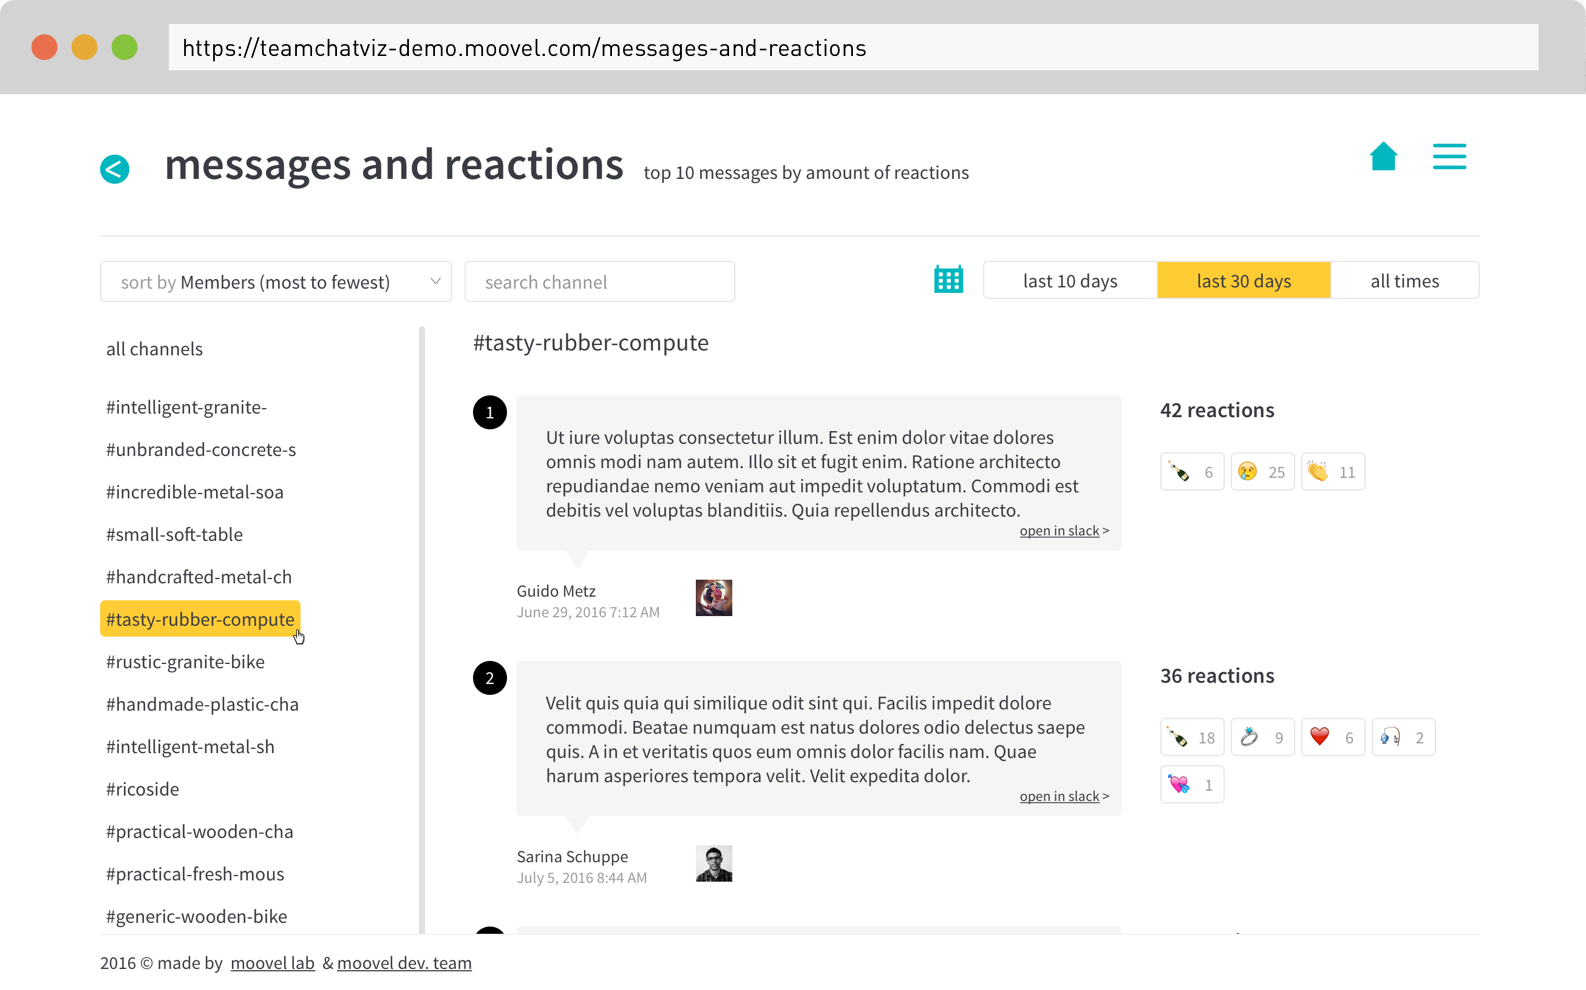 https://teamchatviz-demo.moovel.com/messages-and-reactions
<
messages and reactions
top 10 messages by amount of reactions
sort by Members (most to fewest)
search channel
last 10 days
last 30 days
all times
all channels
#intelligent-granite-
#unbranded-concrete-s
#incredible-metal-soa
#small-soft-table
#handcrafted-metal-ch
#tasty-rubber-compute
#rustic-granite-bike
#handmade-plastic-cha
#intelligent-metal-sh
#ricoside
#practical-wooden-cha
#practical-fresh-mous
#generic-wooden-bike
#tasty-rubber-compute
1
Ut iure voluptas consectetur illum. Est enim dolor vitae dolores
omnis modi nam autem. Illo sit et fugit enim. Ratione architecto
repudiandae nemo veniam aut impedit voluptatum. Commodi est
debitis vel voluptas blanditiis. Quia repellendus architecto.
open in slack >
Guido Metz
June 29, 2016 7:12 AM
42 reactions
6
25
11
2
Velit quis quia qui similique odit sint qui. Facilis impedit dolore
commodi. Beatae numquam est natus dolores odio delectus saepe
quis. A in et veritatis quos eum omnis dolor facilis nam. Quae
harum asperiores tempora velit. Velit expedita dolor.
open in slack >
Sarina Schuppe
July 5, 2016 8:44 AM
36 reactions
18
9
6
2
1
2016 © made by moovel lab & moovel dev. team